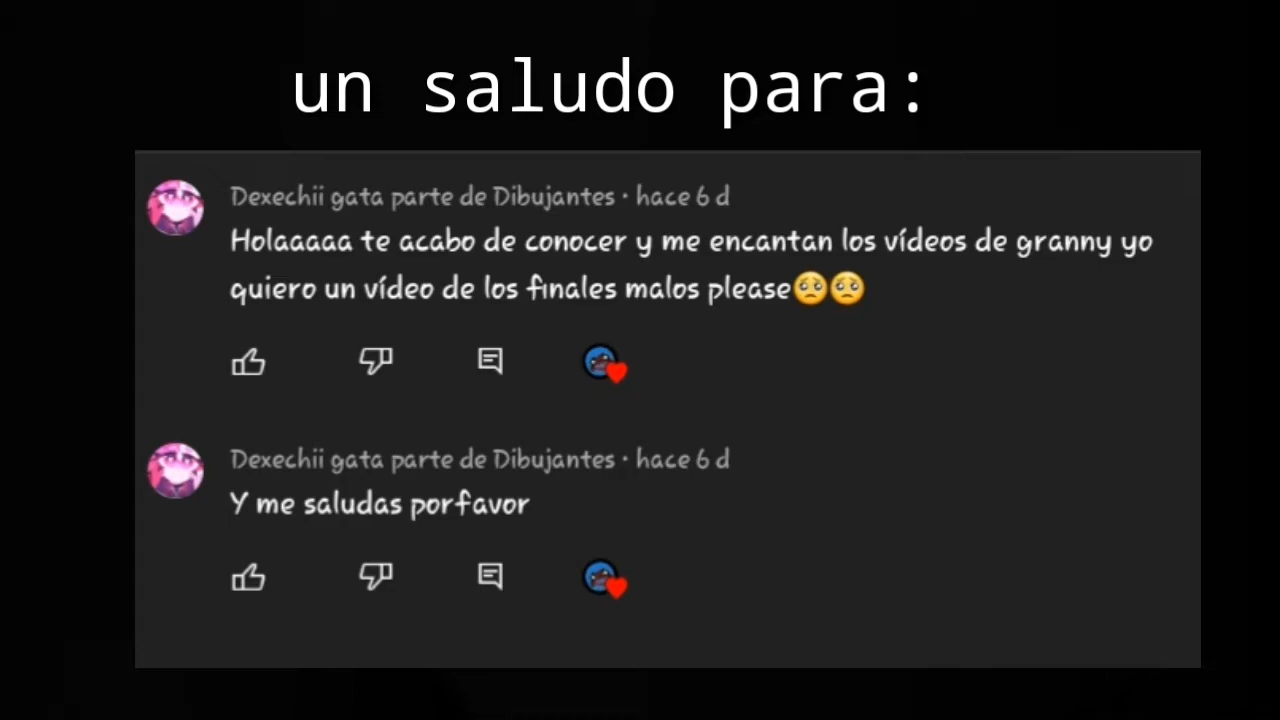 un saludo para:
Dexechii gata parte de Dibujantes · hace 6 d
Holaaaaa te acabo de conocer y me encantan los vídeos de granny yo
quiero un vídeo de los finales malos please🥺🥺
Dexechii gata parte de Dibujantes · hace 6 d
Y me saludas porfavor